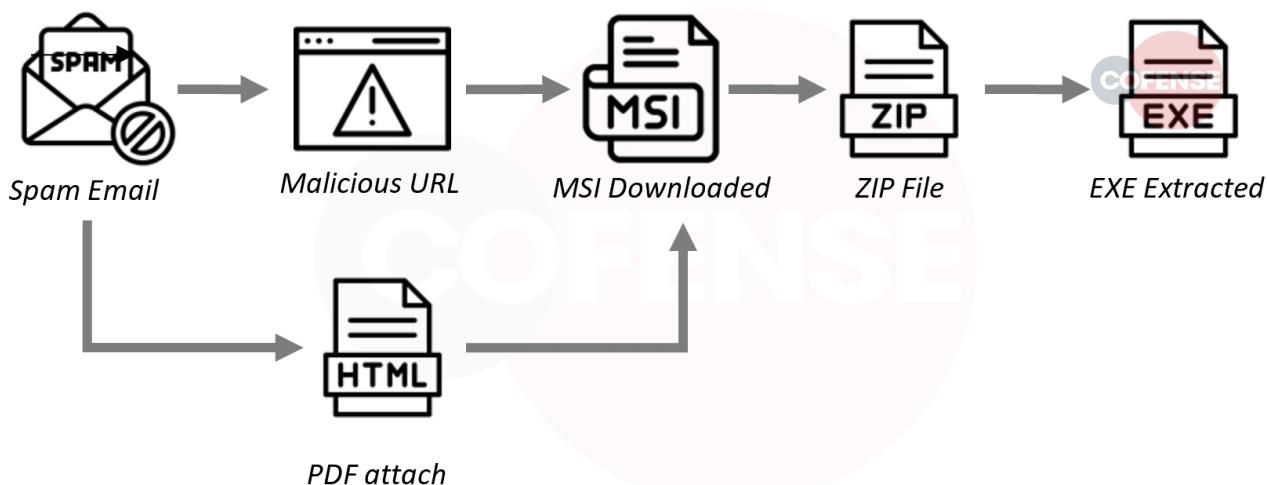 SPAM
MSI
ZIP
COFENSE
EXE
Spam Email
Malicious URL
MSI Downloaded
ZIP File
EXE Extracted
COFENSE
HTML
PDF attach